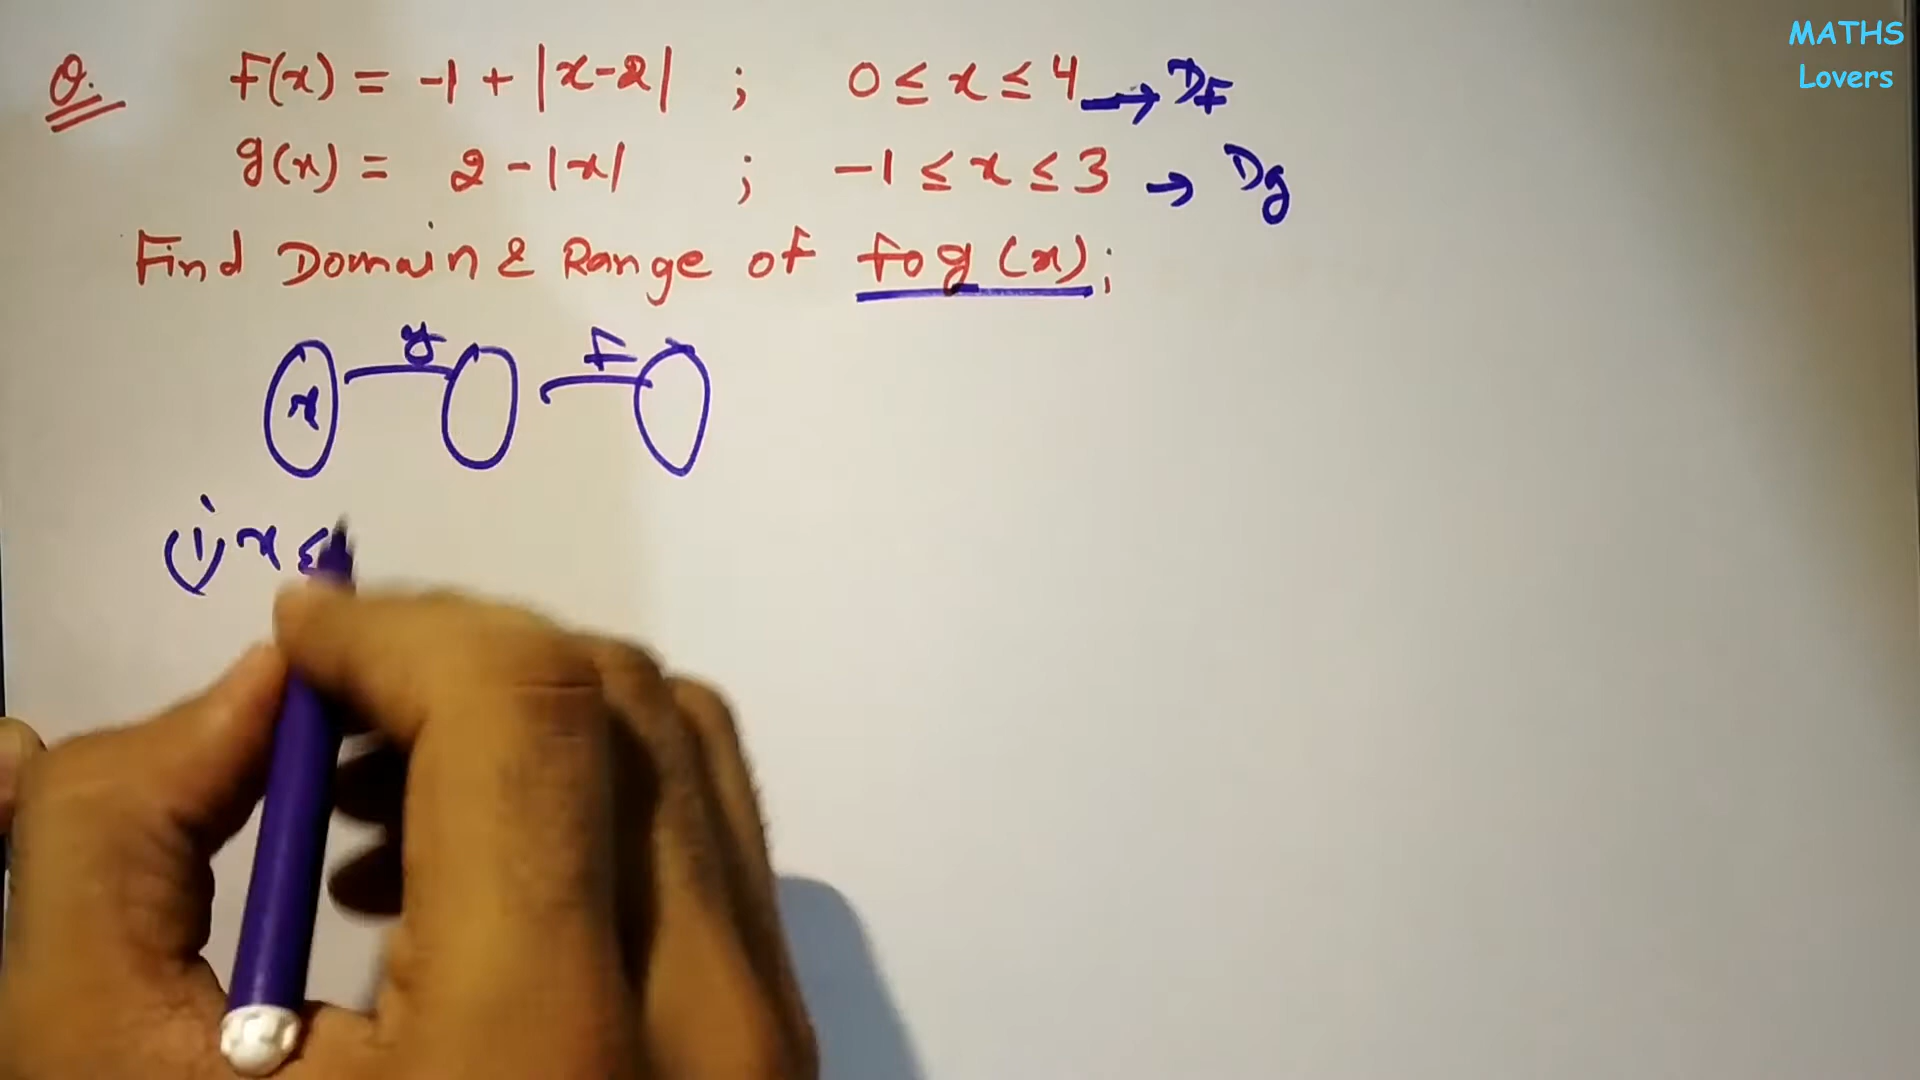 Q. F(x) = -1 + |x-2| ; 0 ≤ x ≤ 4 → DF
g(x) = 2 - |x| ; -1 ≤ x ≤ 3 → Dg
Find Domain & Range of fog (x);
g F
x
(i) x ε
MATHS
Lovers